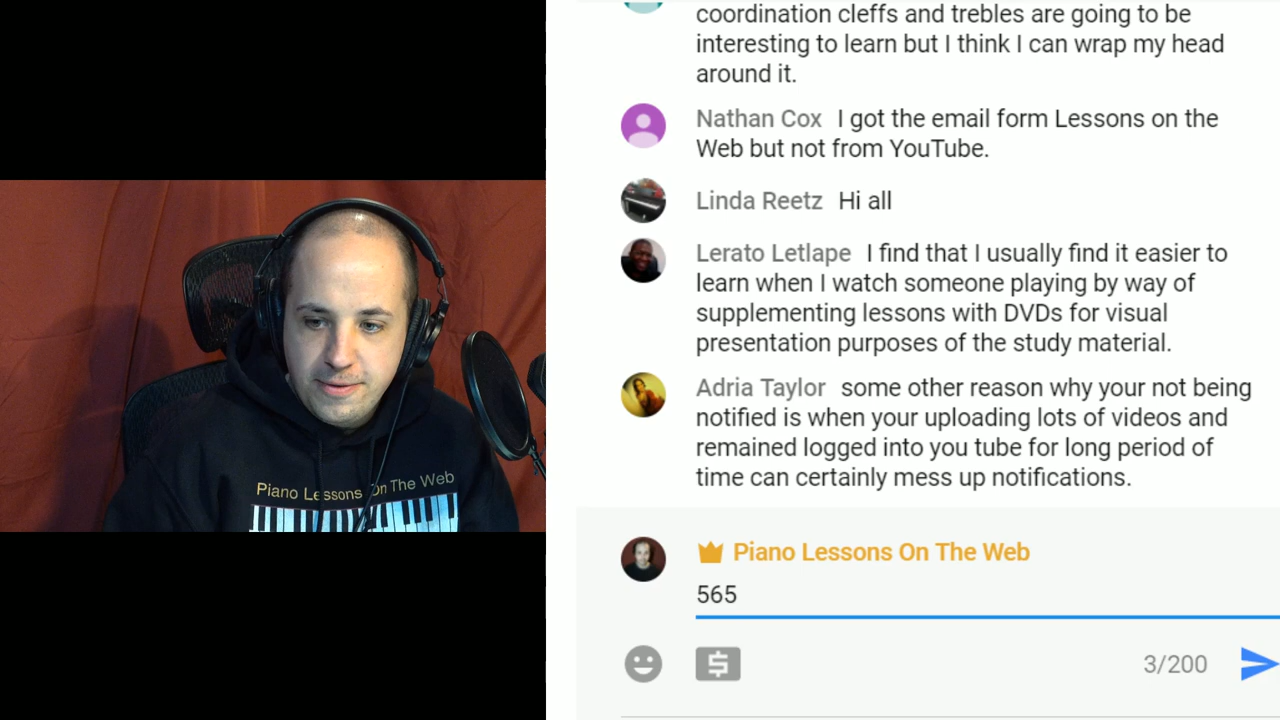 coordination cleffs and trebles are going to be
interesting to learn but I think I can wrap my head
around it.
Nathan Cox I got the email form Lessons on the
Web but not from YouTube.
Linda Reetz Hi all
Lerato Letlape I find that I usually find it easier to
learn when I watch someone playing by way of
supplementing lessons with DVDs for visual
presentation purposes of the study material.
Adria Taylor some other reason why your not being
notified is when your uploading lots of videos and
remained logged into you tube for long period of
time can certainly mess up notifications.
Piano Lessons On The Web
Piano Lessons On The Web
565
3/200